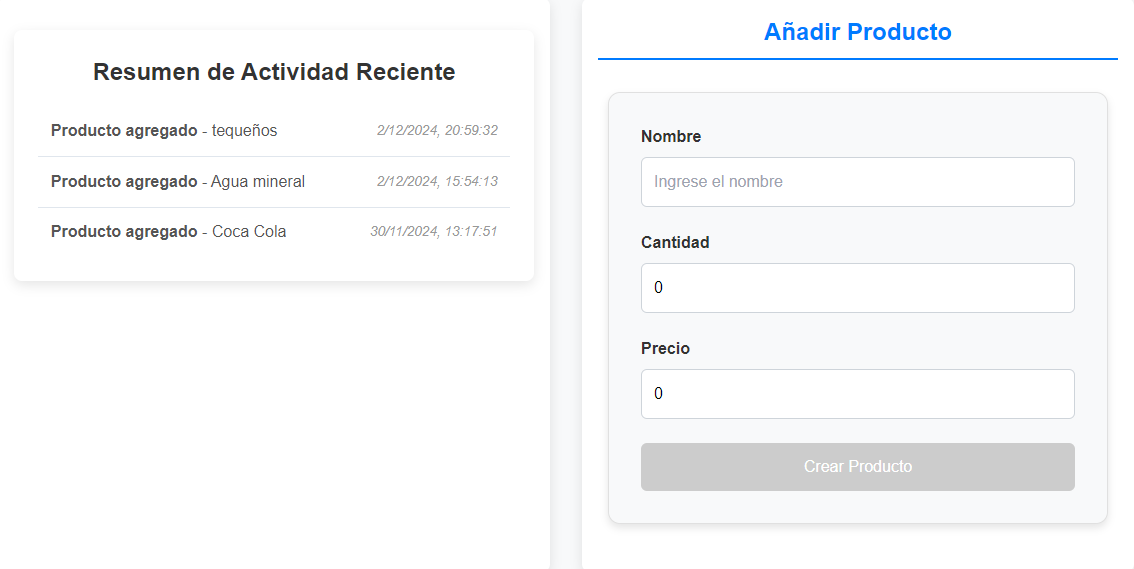 Resumen de Actividad Reciente
Producto agregado - tequeños 2/12/2024, 20:59:32
Producto agregado - Agua mineral 2/12/2024, 15:54:13
Producto agregado - Coca Cola 30/11/2024, 13:17:51
Añadir Producto
Nombre
Ingrese el nombre
Cantidad
0
Precio
0
Crear Producto